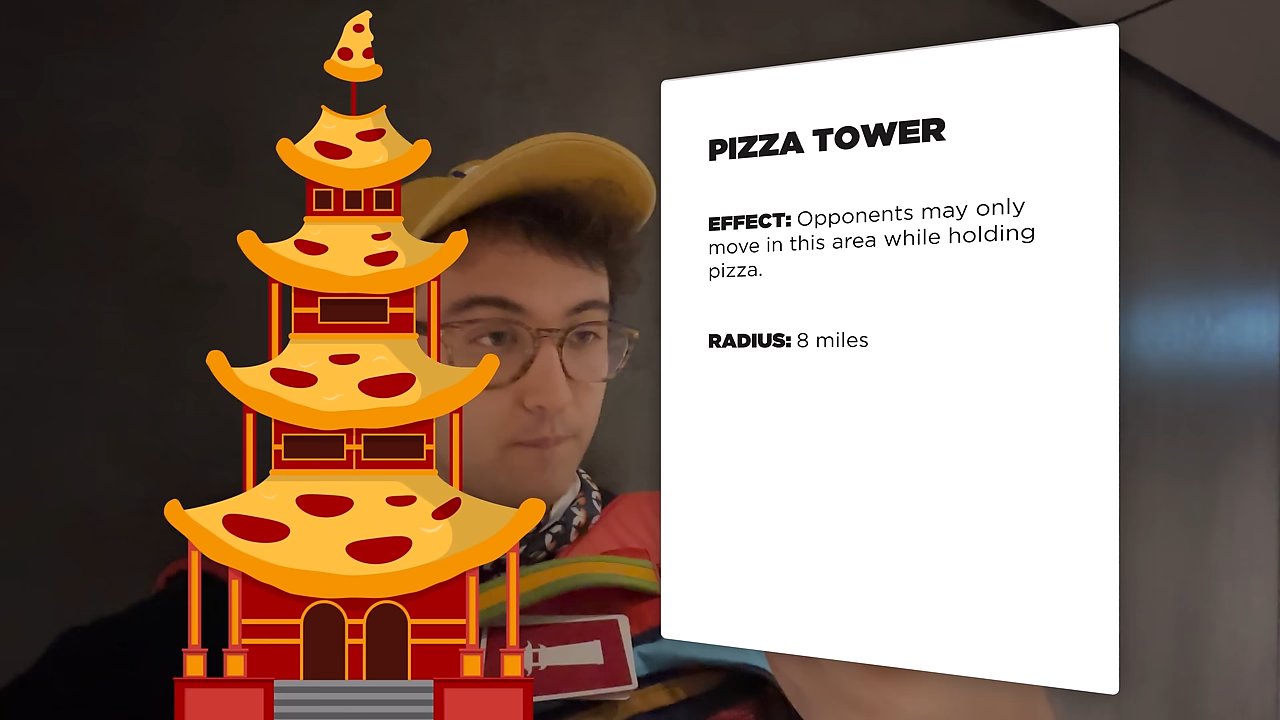 PIZZA TOWER
EFFECT: Opponents may only
move in this area while holding
pizza.
RADIUS: 8 miles